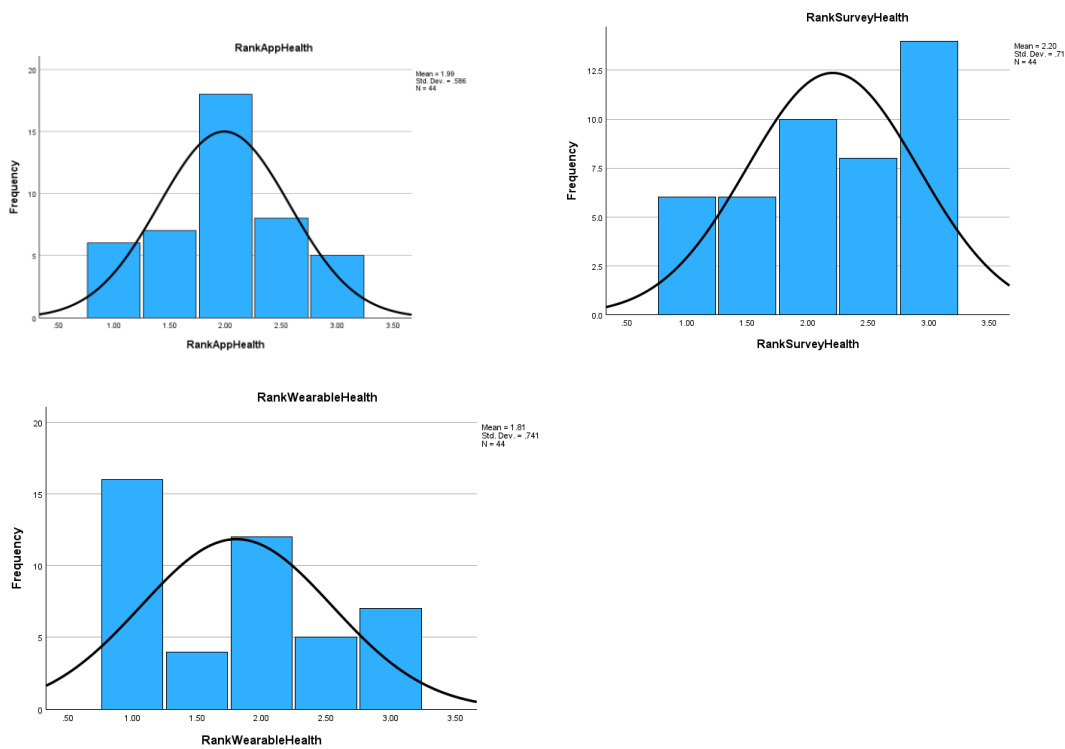 RankAppHealth
Mean = 1.99
Std. Dev. = .586
N = 44
20
15
10
5
0
Frequency
.50 1.00 1.50 2.00 2.50 3.00 3.50
RankAppHealth
RankSurveyHealth
Mean = 2.20
Std. Dev. = .71
N = 44
12.5
10.0
7.5
5.0
2.5
0.0
Frequency
.50 1.00 1.50 2.00 2.50 3.00 3.50
RankSurveyHealth
RankWearableHealth
Mean = 1.81
Std. Dev. = .741
N = 44
20
15
10
5
0
Frequency
.50 1.00 1.50 2.00 2.50 3.00 3.50
RankWearableHealth